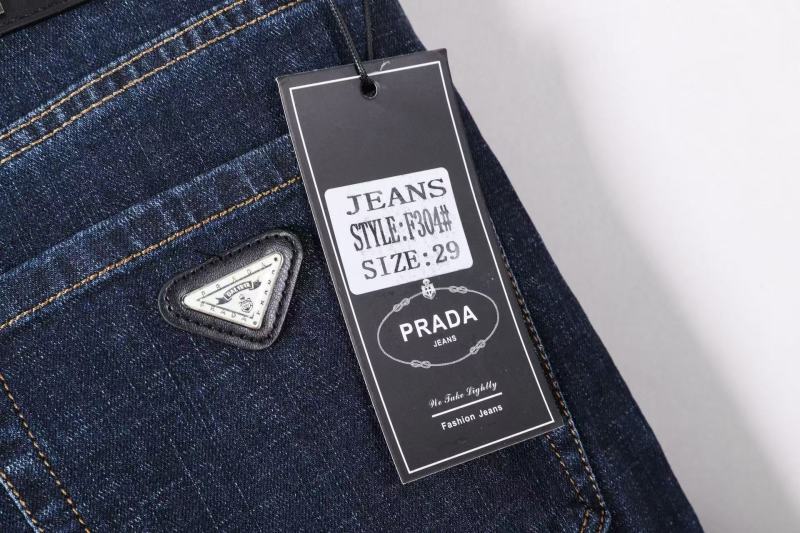 JEANS
STYLE:F304#
SIZE:29
PRADA
JEANS
We Take Lightly
Fashion Jeans